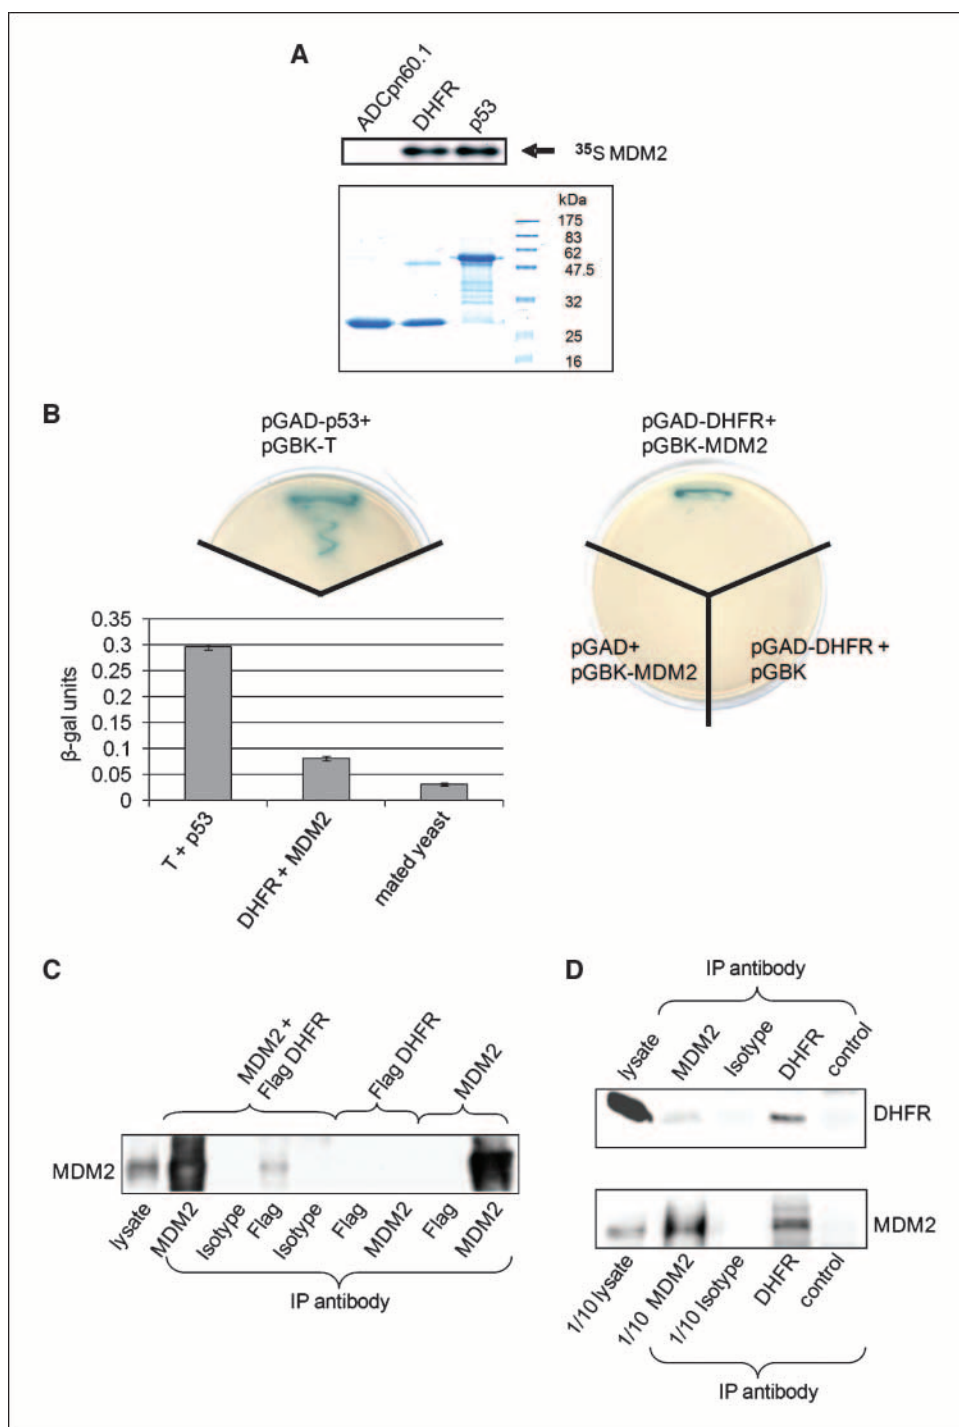 A
ADCpn60.1
DHFR
p53
35S MDM2
kDa
175
83
62
47.5
32
25
16
B
pGAD-p53+
pGBK-T
pGAD-DHFR+
pGBK-MDM2
pGAD+
pGBK-MDM2
pGAD-DHFR +
pGBK
β-gal units
0.35
0.3
0.25
0.2
0.15
0.1
0.05
0
T + p53
DHFR + MDM2
mated yeast
C
MDM2 +
Flag DHFR
Flag DHFR
MDM2
MDM2
lysate
MDM2
Isotype
Flag
Isotype
Flag
MDM2
Flag
MDM2
IP antibody
D
IP antibody
lysate
MDM2
Isotype
DHFR
control
DHFR
MDM2
1/10 lysate
1/10 MDM2
1/10 Isotype
DHFR
control
IP antibody